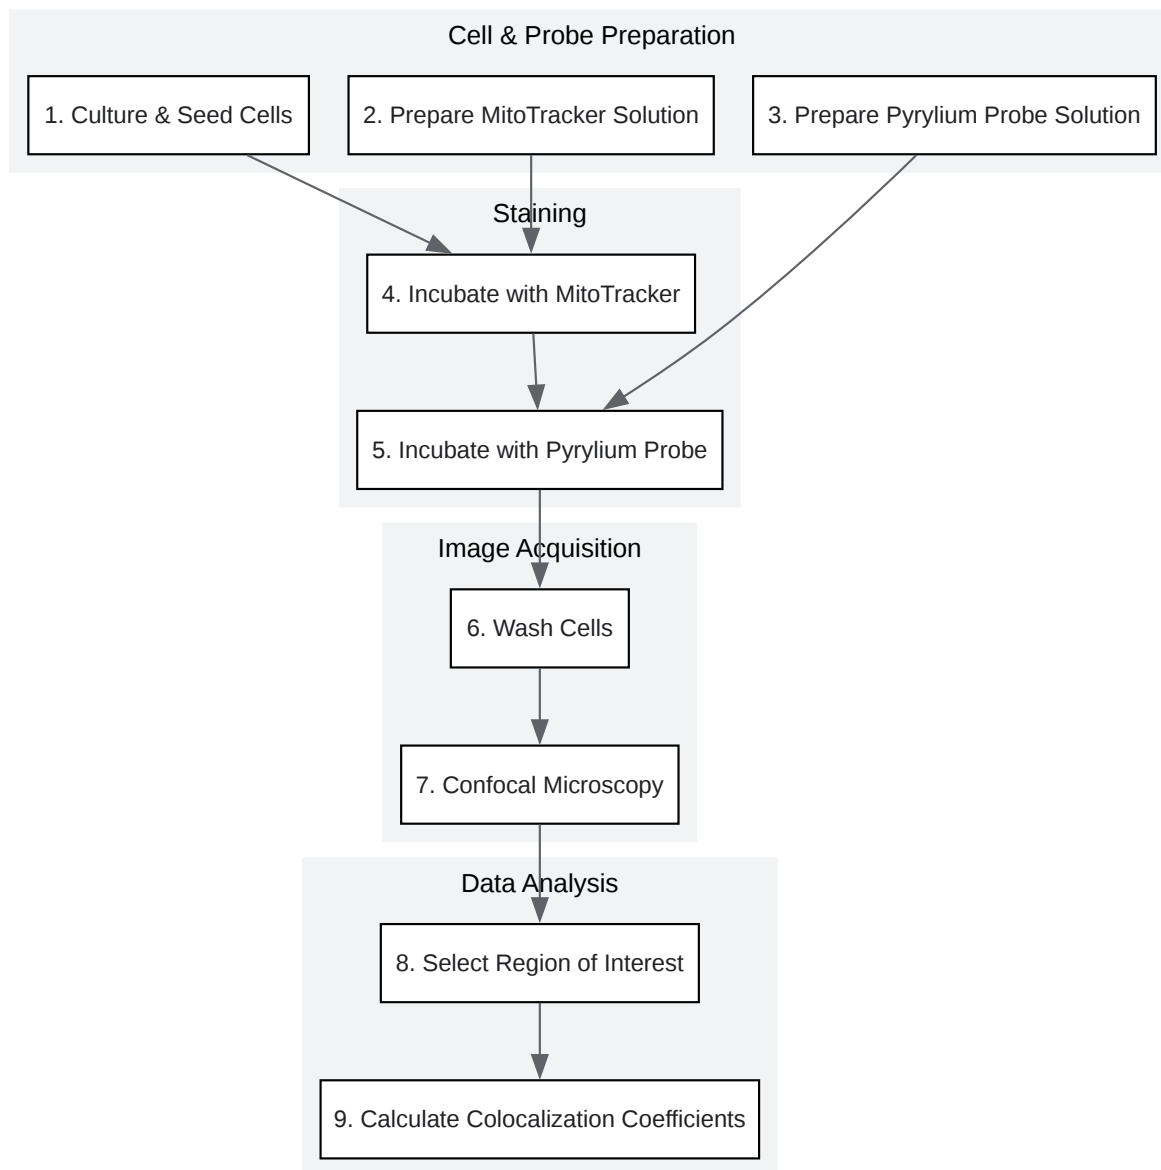 Cell & Probe Preparation
1. Culture & Seed Cells
2. Prepare MitoTracker Solution
3. Prepare Pyrylium Probe Solution
Staining
4. Incubate with MitoTracker
5. Incubate with Pyrylium Probe
Image Acquisition
6. Wash Cells
7. Confocal Microscopy
Data Analysis
8. Select Region of Interest
9. Calculate Colocalization Coefficients